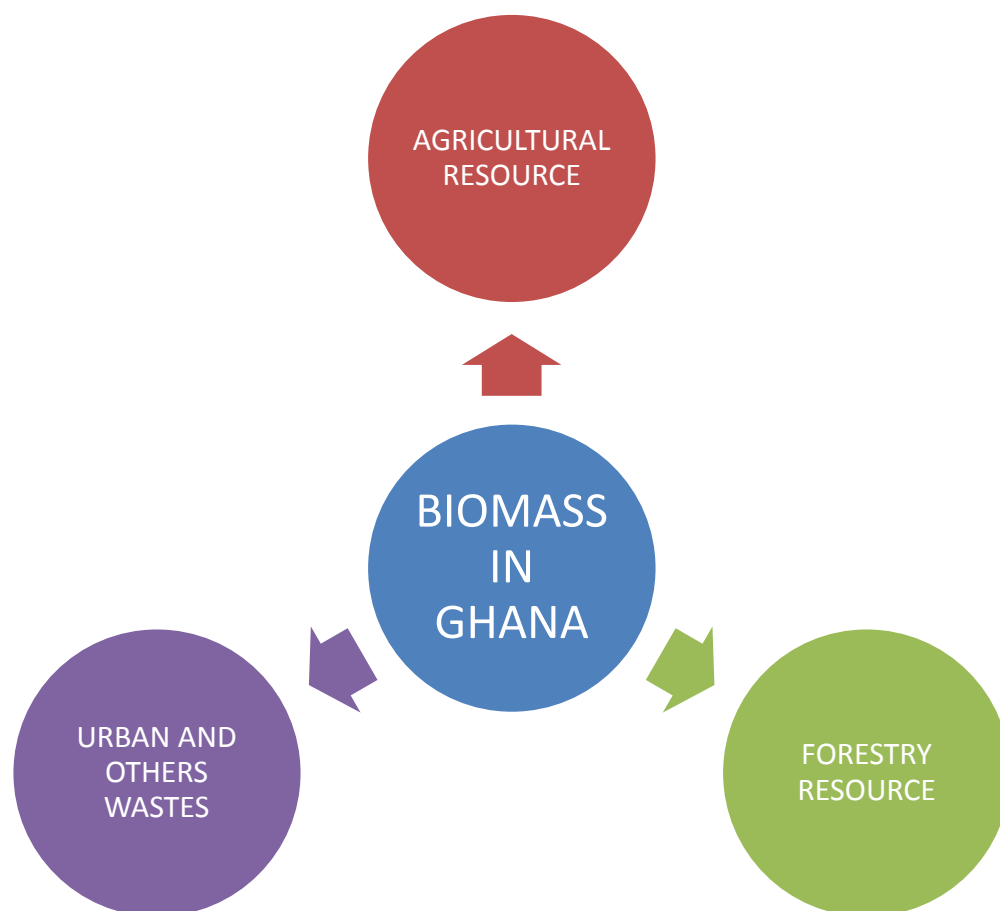 AGRICULTURAL
RESOURCE
BIOMASS
IN
GHANA
URBAN AND
OTHERS
WASTES
FORESTRY
RESOURCE